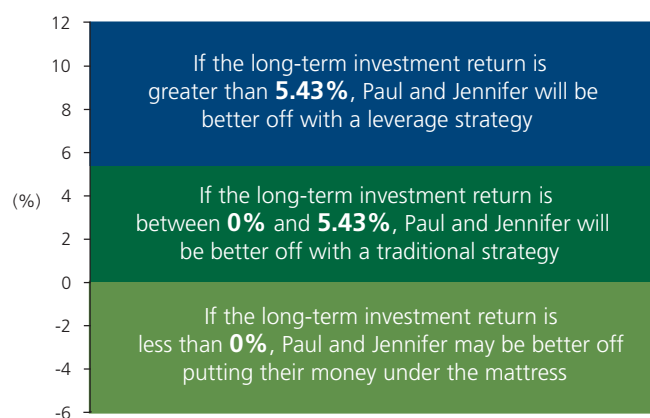 12
10
8
6
(%)
4
2
0
-2
-4
-6
If the long-term investment return is
greater than 5.43%, Paul and Jennifer will be
better off with a leverage strategy
If the long-term investment return is
between 0% and 5.43%, Paul and Jennifer will
be better off with a traditional strategy
If the long-term investment return is
less than 0%, Paul and Jennifer may be better off
putting their money under the mattress